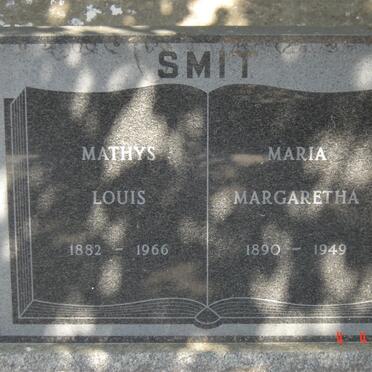 SMIT
MATHYS
LOUIS
1882 - 1966
MARIA
MARGARETHA
1890 - 1949